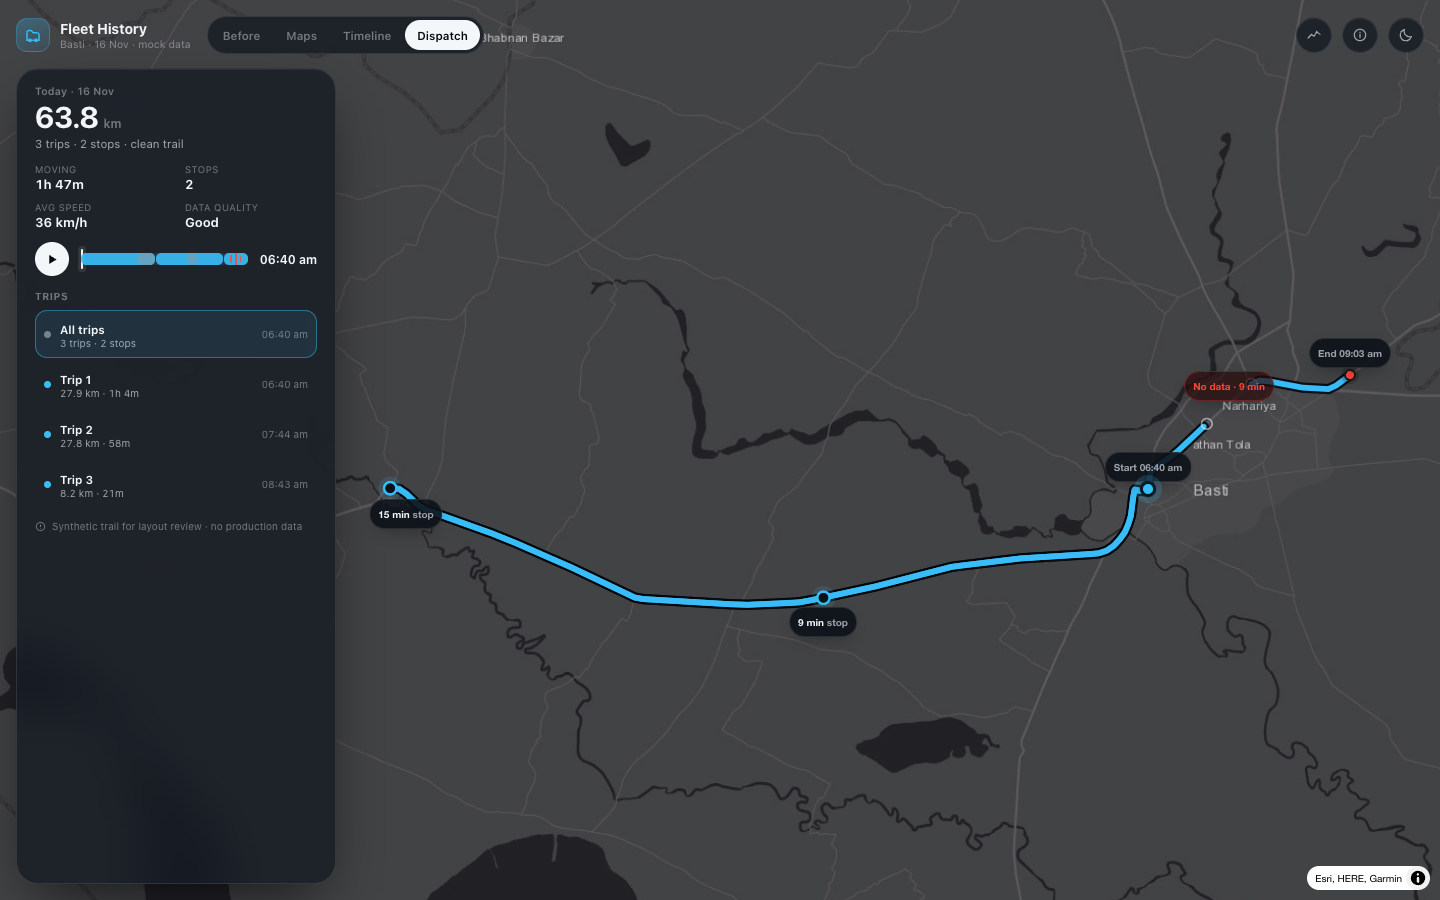 Fleet History
Basti · 16 Nov · mock data
Before
Maps
Timeline
Dispatch
Bhabnan Bazar
Today · 16 Nov
63.8 km
3 trips · 2 stops · clean trail
MOVING
1h 47m
STOPS
2
AVG SPEED
36 km/h
DATA QUALITY
Good
06:40 am
TRIPS
All trips
3 trips · 2 stops
06:40 am
Trip 1
27.9 km · 1h 4m
06:40 am
Trip 2
27.8 km · 58m
07:44 am
Trip 3
8.2 km · 21m
08:43 am
Synthetic trail for layout review · no production data
End 09:03 am
No data · 9 min
Narhariya
athan Tola
Start 06:40 am
Basti
15 min stop
9 min stop
Esri, HERE, Garmin